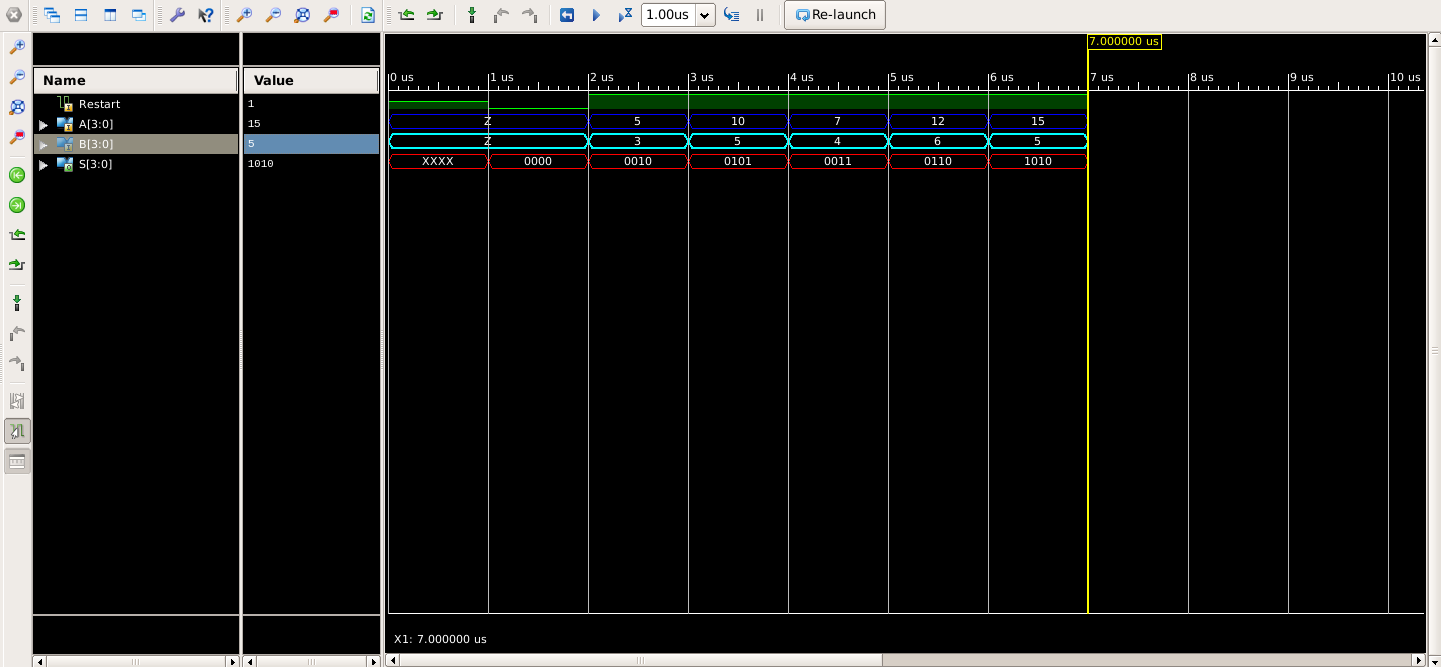 1.00us Re-launch
7.000000 us
Name Value 0 us 1 us 2 us 3 us 4 us 5 us 6 us 7 us 8 us 9 us 10 us
Restart 1
A[3:0] 15 Z 5 10 7 12 15
B[3:0] 5 Z 3 5 4 6 5
S[3:0] 1010 XXXX 0000 0010 0101 0011 0110 1010
X1: 7.000000 us